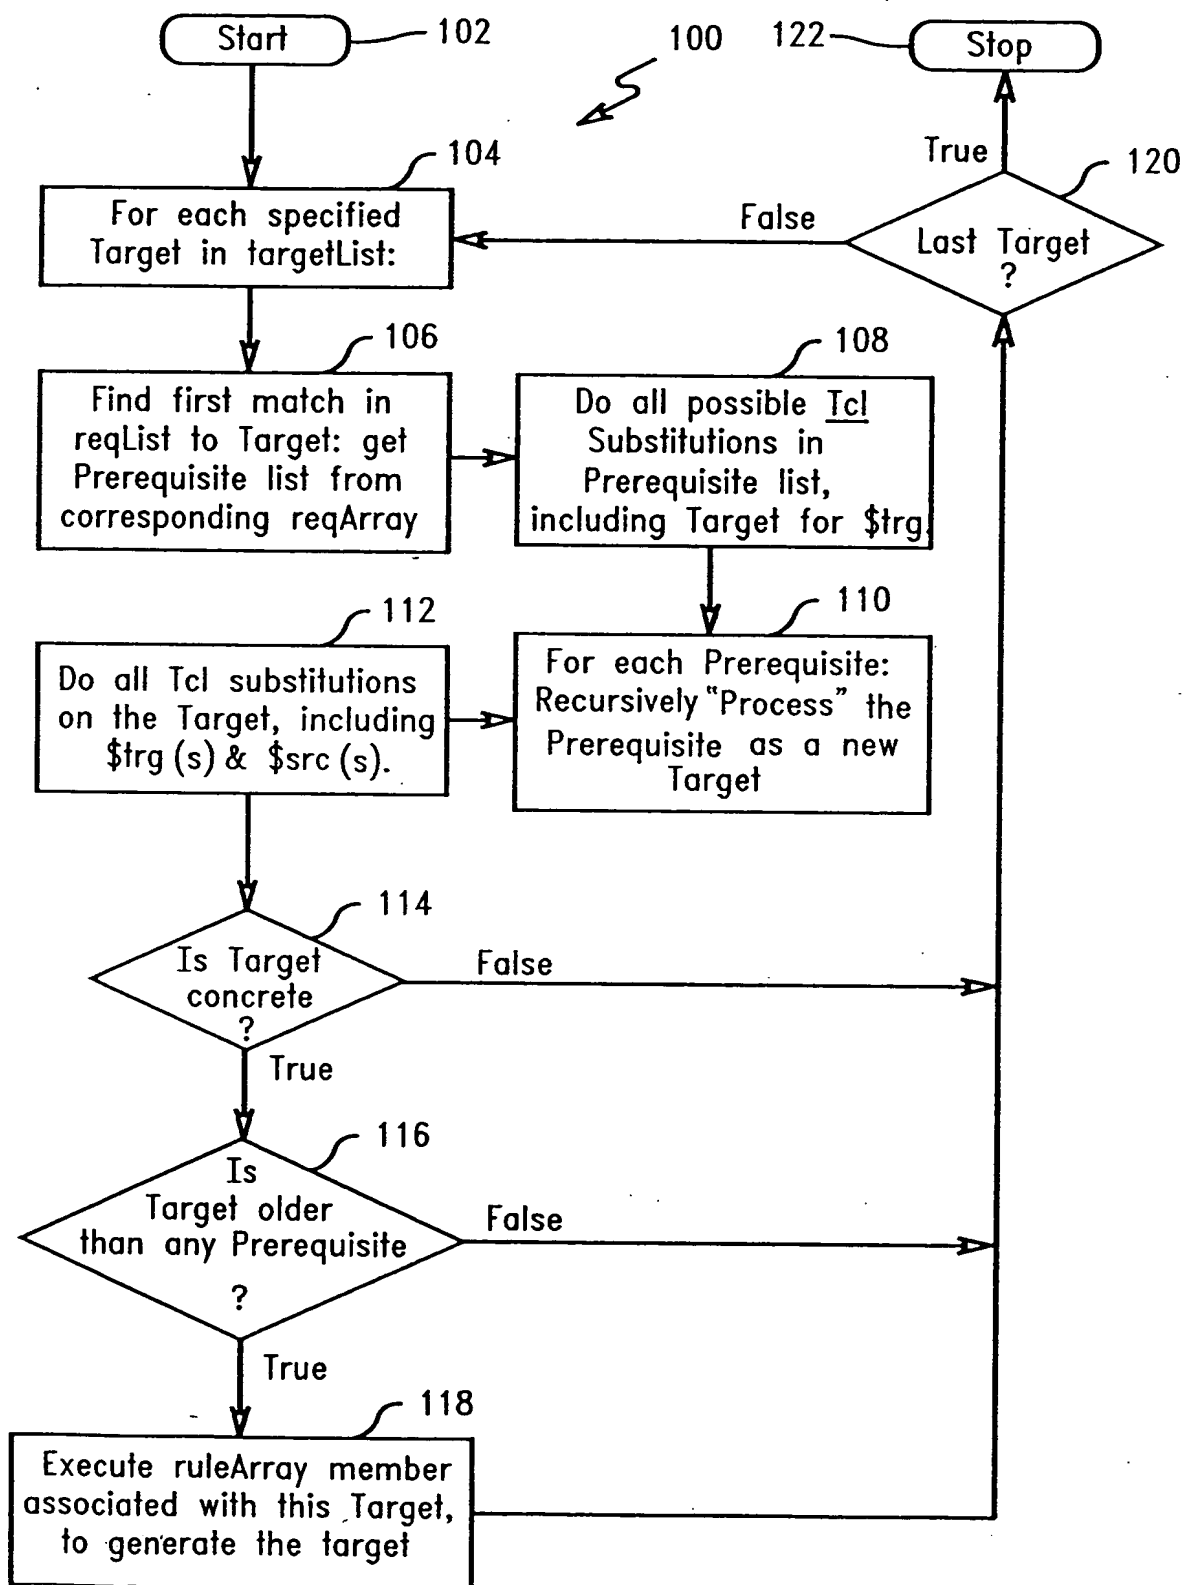 Start
102
100
122
Stop
104
For each specified
Target in targetList:
False
True
120
Last Target
?
106
Find first match in
reqList to Target: get
Prerequisite list from
corresponding reqArray
108
Do all possible Tcl
Substitutions in
Prerequisite list,
including Target for $trg.
112
Do all Tcl substitutions
on the Target, including
$trg (s) & $src (s).
110
For each Prerequisite:
Recursively "Process" the
Prerequisite as a new
Target
114
Is Target
concrete
?
False
True
116
Is
Target older
than any Prerequisite
?
False
True
118
Execute ruleArray member
associated with this Target,
to generate the target